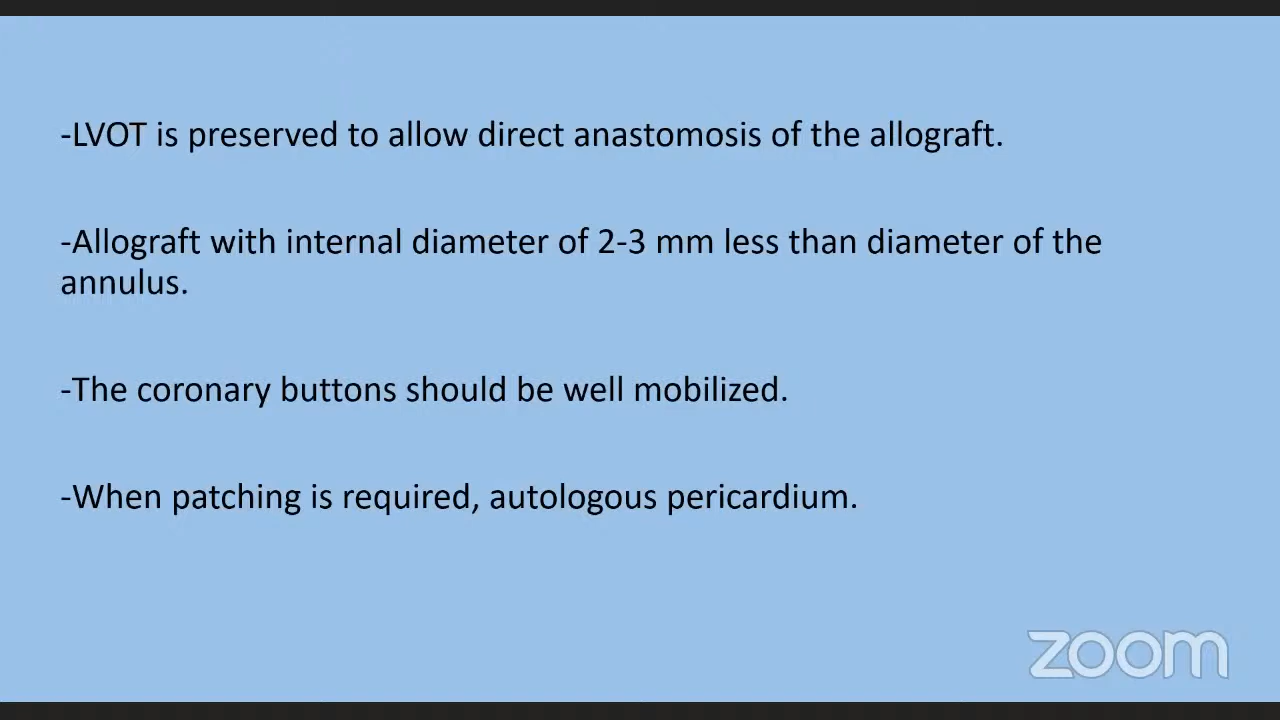 -LVOT is preserved to allow direct anastomosis of the allograft.
-Allograft with internal diameter of 2-3 mm less than diameter of the
annulus.
-The coronary buttons should be well mobilized.
-When patching is required, autologous pericardium.
zoom